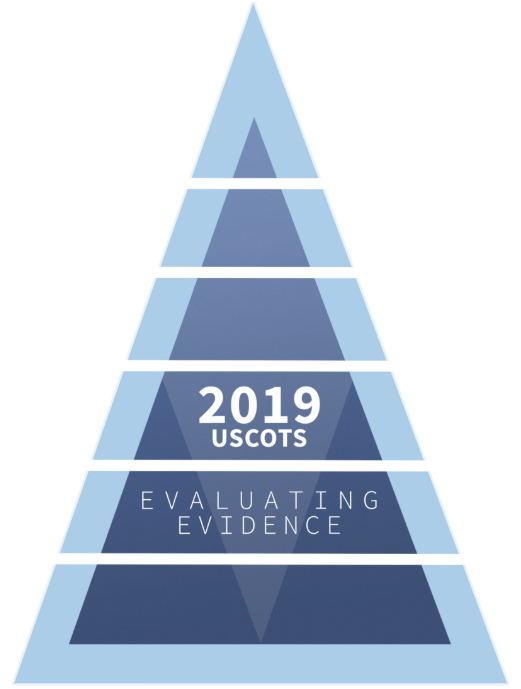 2019
USCOTS
EVALUATING
EVIDENCE